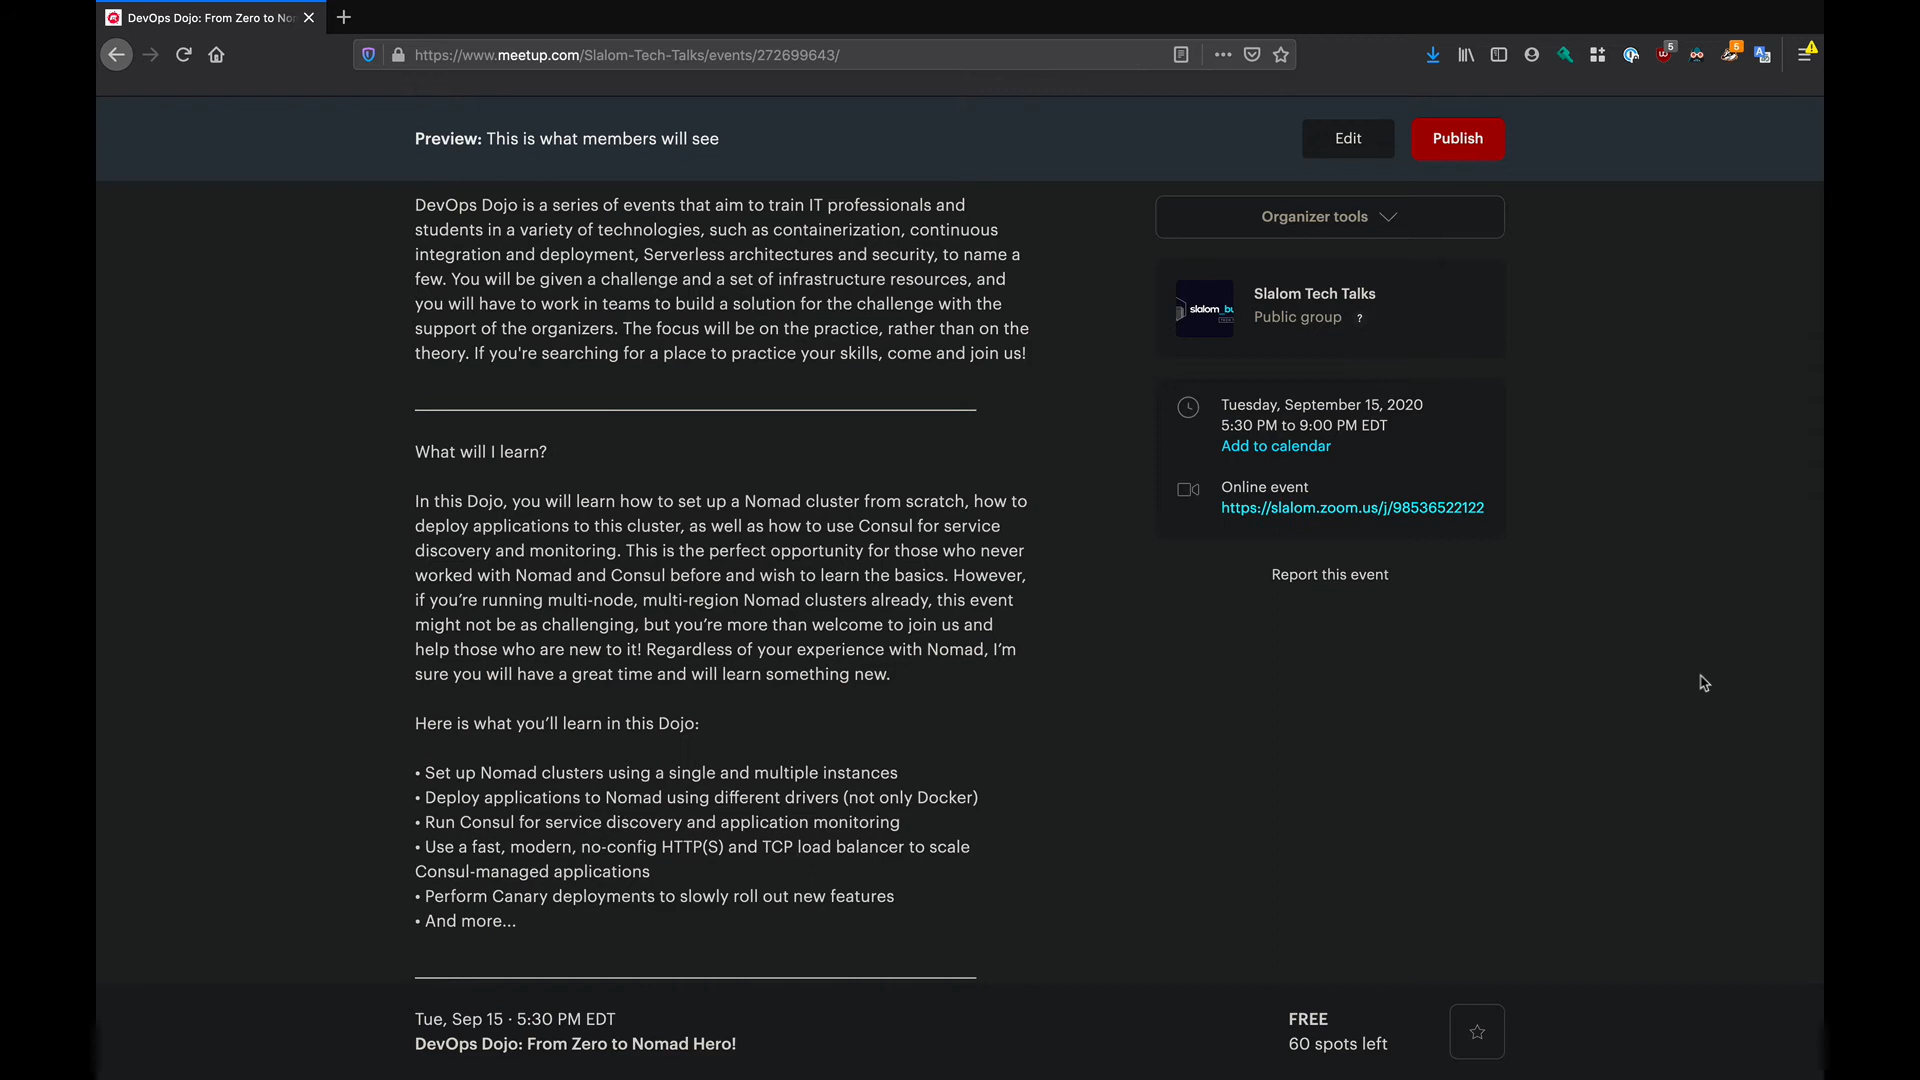 DevOps Dojo: From Zero to No
https://www.meetup.com/Slalom-Tech-Talks/events/272699643/
5
5
Preview: This is what members will see
Edit
Publish
DevOps Dojo is a series of events that aim to train IT professionals and
students in a variety of technologies, such as containerization, continuous
integration and deployment, Serverless architectures and security, to name a
few. You will be given a challenge and a set of infrastructure resources, and
you will have to work in teams to build a solution for the challenge with the
support of the organizers. The focus will be on the practice, rather than on the
theory. If you're searching for a place to practice your skills, come and join us!
What will I learn?
In this Dojo, you will learn how to set up a Nomad cluster from scratch, how to
deploy applications to this cluster, as well as how to use Consul for service
discovery and monitoring. This is the perfect opportunity for those who never
worked with Nomad and Consul before and wish to learn the basics. However,
if you’re running multi-node, multi-region Nomad clusters already, this event
might not be as challenging, but you’re more than welcome to join us and
help those who are new to it! Regardless of your experience with Nomad, I’m
sure you will have a great time and will learn something new.
Here is what you’ll learn in this Dojo:
• Set up Nomad clusters using a single and multiple instances
• Deploy applications to Nomad using different drivers (not only Docker)
• Run Consul for service discovery and application monitoring
• Use a fast, modern, no-config HTTP(S) and TCP load balancer to scale
Consul-managed applications
• Perform Canary deployments to slowly roll out new features
• And more...
Organizer tools
slalom_bu
Slalom Tech Talks
Public group ?
Tuesday, September 15, 2020
5:30 PM to 9:00 PM EDT
Add to calendar
Online event
https://slalom.zoom.us/j/98536522122
Report this event
Tue, Sep 15 · 5:30 PM EDT
DevOps Dojo: From Zero to Nomad Hero!
FREE
60 spots left